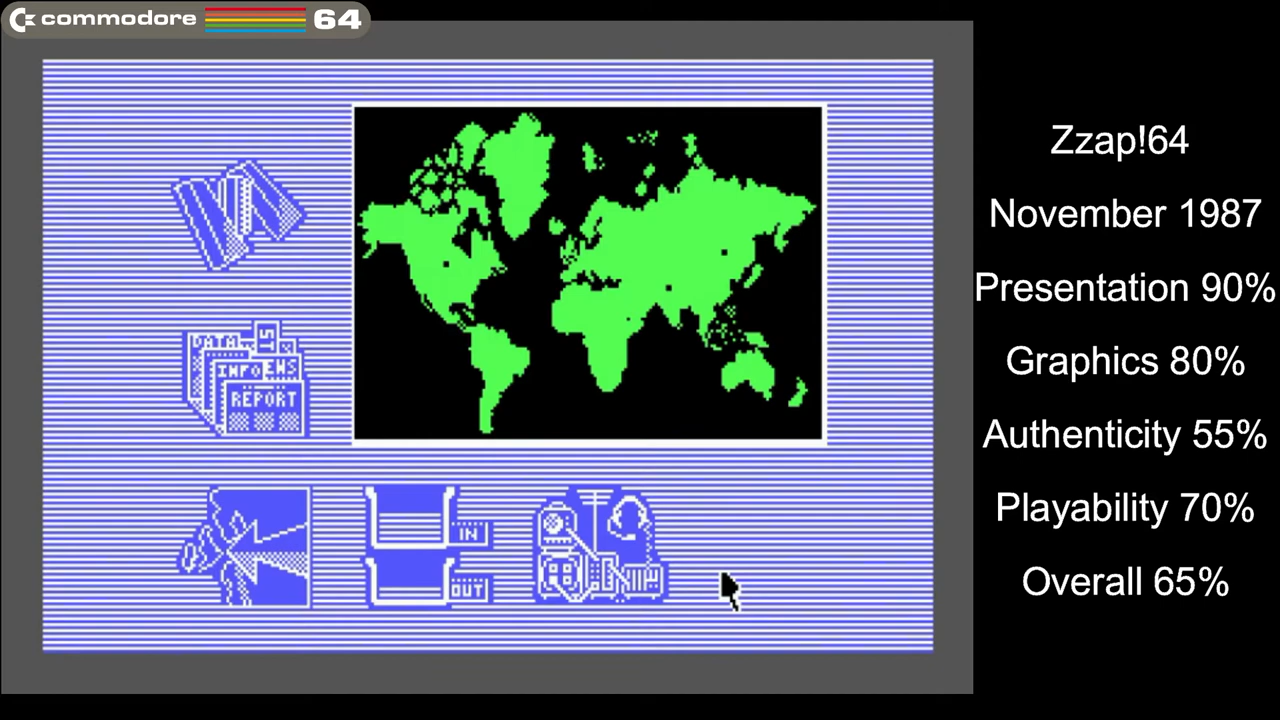 commodore 64
Zzap!64
November 1987
Presentation 90%
Graphics 80%
Authenticity 55%
Playability 70%
Overall 65%
DATA
INFO
REPORT
IN
OUT